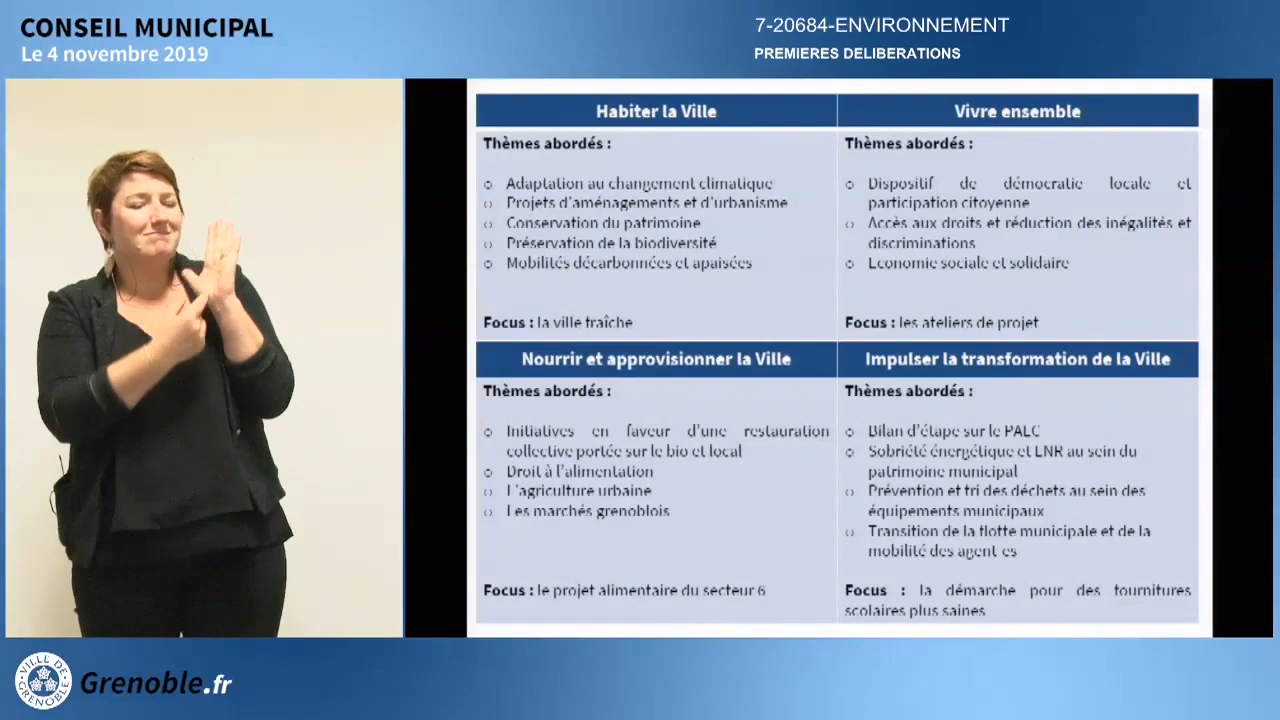 CONSEIL MUNICIPAL
Le 4 novembre 2019
7-20684-ENVIRONNEMENT
PREMIERES DELIBERATIONS
Habiter la Ville
Thèmes abordés :
o Adaptation au changement climatique
o Projets d'aménagements et d'urbanisme
o Conservation du patrimoine
o Préservation de la biodiversité
o Mobilités décarbonnées et apaisées
Focus : la ville fraîche
Vivre ensemble
Thèmes abordés :
o Dispositif de démocratie locale et
participation citoyenne
o Accès aux droits et réduction des inégalités et
discriminations
o Economie sociale et solidaire
Focus : les ateliers de projet
Nourrir et approvisionner la Ville
Thèmes abordés :
o Initiatives en faveur d'une restauration
collective portée sur le bio et local
o Droit à l'alimentation
o L'agriculture urbaine
o Les marchés grenoblois
Focus : le projet alimentaire du secteur 6
Impulser la transformation de la Ville
Thèmes abordés :
o Bilan d'étape sur le PAEC
o Sobriété énergétique et ENR au sein du
patrimoine municipal
o Prévention et tri des déchets au sein des
équipements municipaux
o Transition de la flotte municipale et de la
mobilité des agent-es
Focus : la démarche pour des fournitures
scolaires plus saines
VILLE DE
GRENOBLE
Grenoble.fr